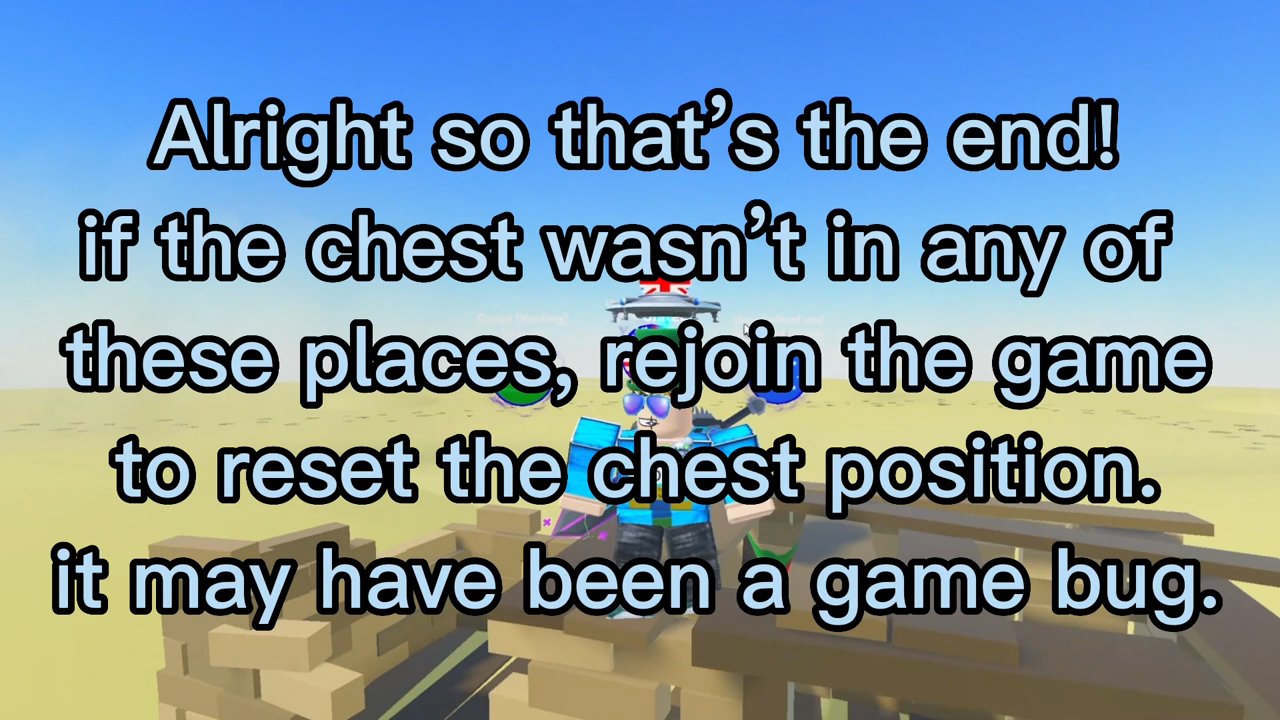 Alright so that’s the end!
if the chest wasn’t in any of
these places, rejoin the game
to reset the chest position.
it may have been a game bug.